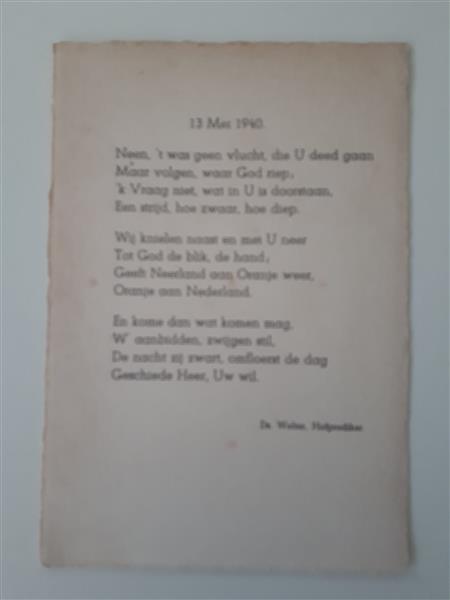 13 Mei 1940.
Neen, 't was geen vlucht, die U deed gaan
Maar volgen, waar God riep;
'k Vraag niet, wat in U is doorstaan,
Een strijd, hoe zwaar, hoe diep.
Wij knielen naast en met U neer
Tot God de blik, de hand;
Geeft Neerland aan Oranje weer,
Oranje aan Nederland.
En kome dan wat komen mag,
W' aanbidden, zwijgen stil,
De nacht zij zwart, omfloerst de dag
Geschiede Heer, Uw wil.
Ds. Hofprediker